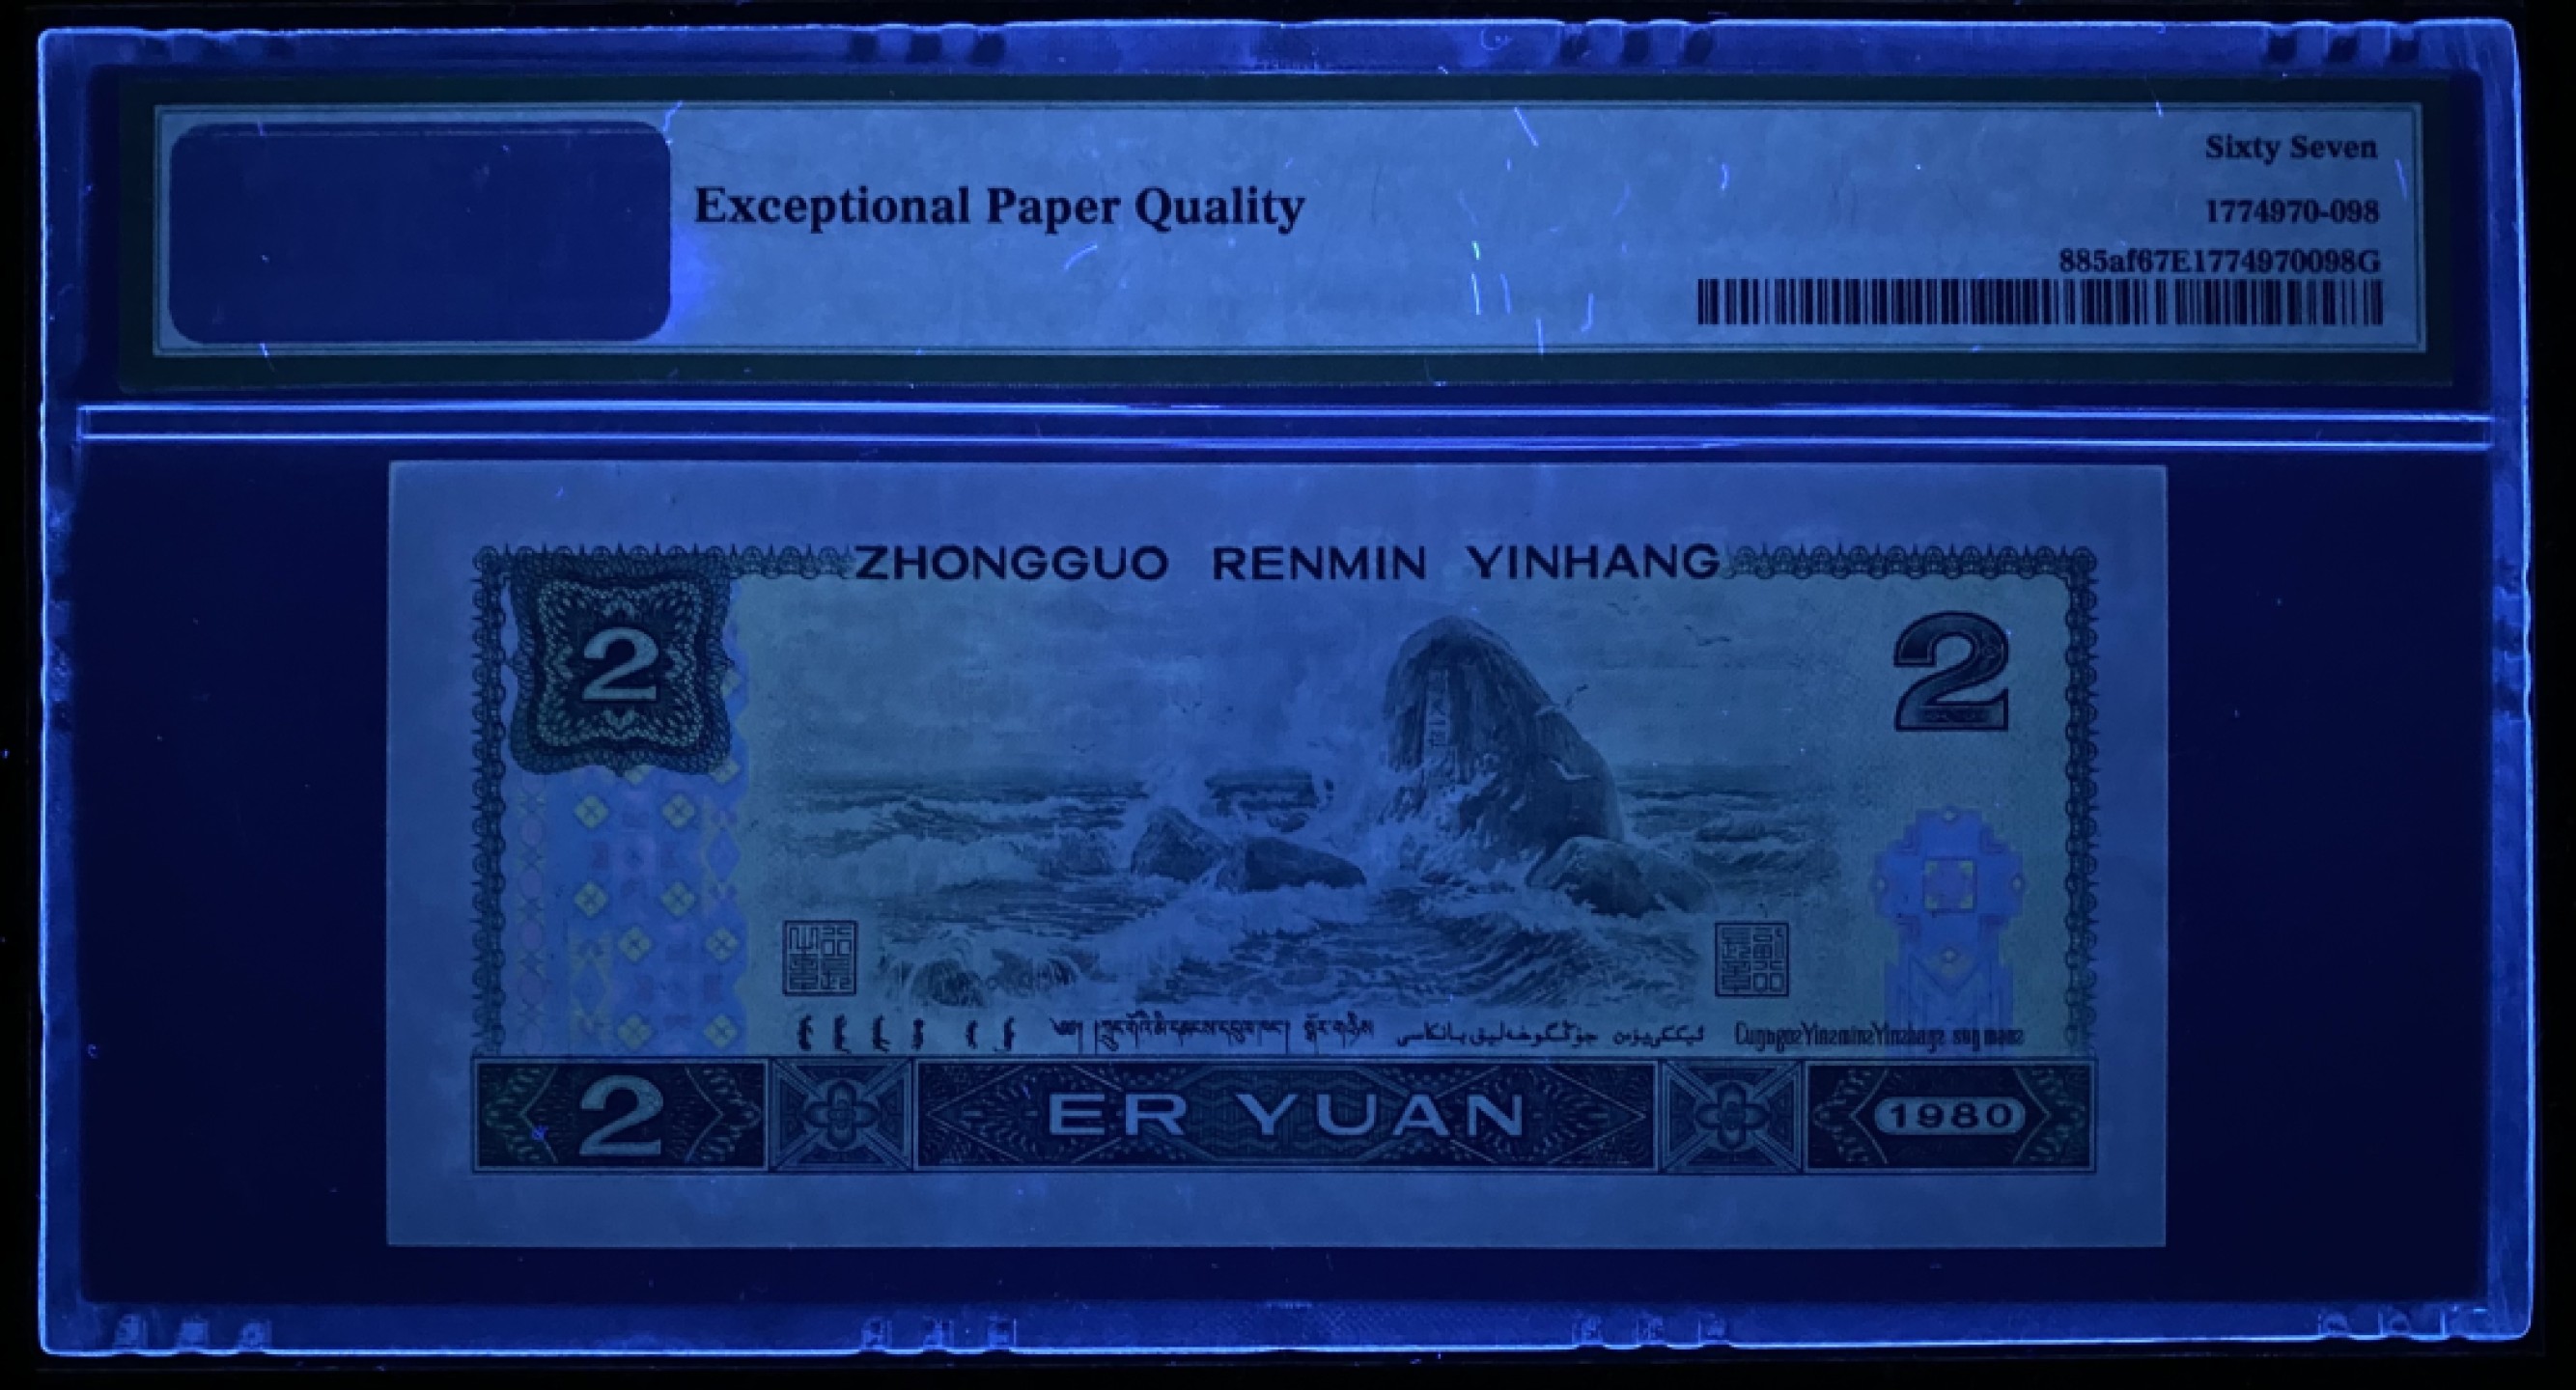 Sixty Seven
Exceptional Paper Quality
1774970-098
885af67E1774970098G
ZHONGGUO RENMIN YINHANG
2
2
2
ER YUAN
1980